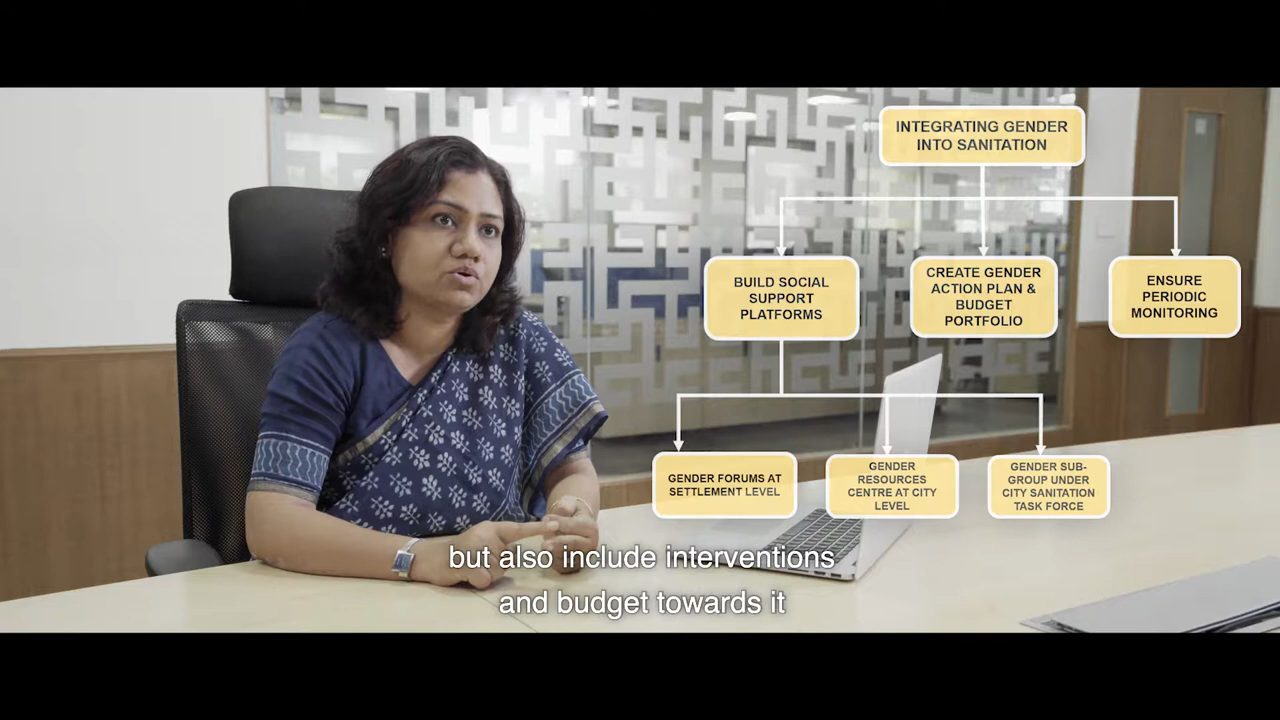 INTEGRATING GENDER
INTO SANITATION
BUILD SOCIAL
SUPPORT
PLATFORMS
CREATE GENDER
ACTION PLAN &
BUDGET
PORTFOLIO
ENSURE
PERIODIC
MONITORING
GENDER FORUMS AT
SETTLEMENT LEVEL
GENDER
RESOURCES
CENTRE AT CITY
LEVEL
GENDER SUB-
GROUP UNDER
CITY SANITATION
TASK FORCE
but also include interventions
and budget towards it